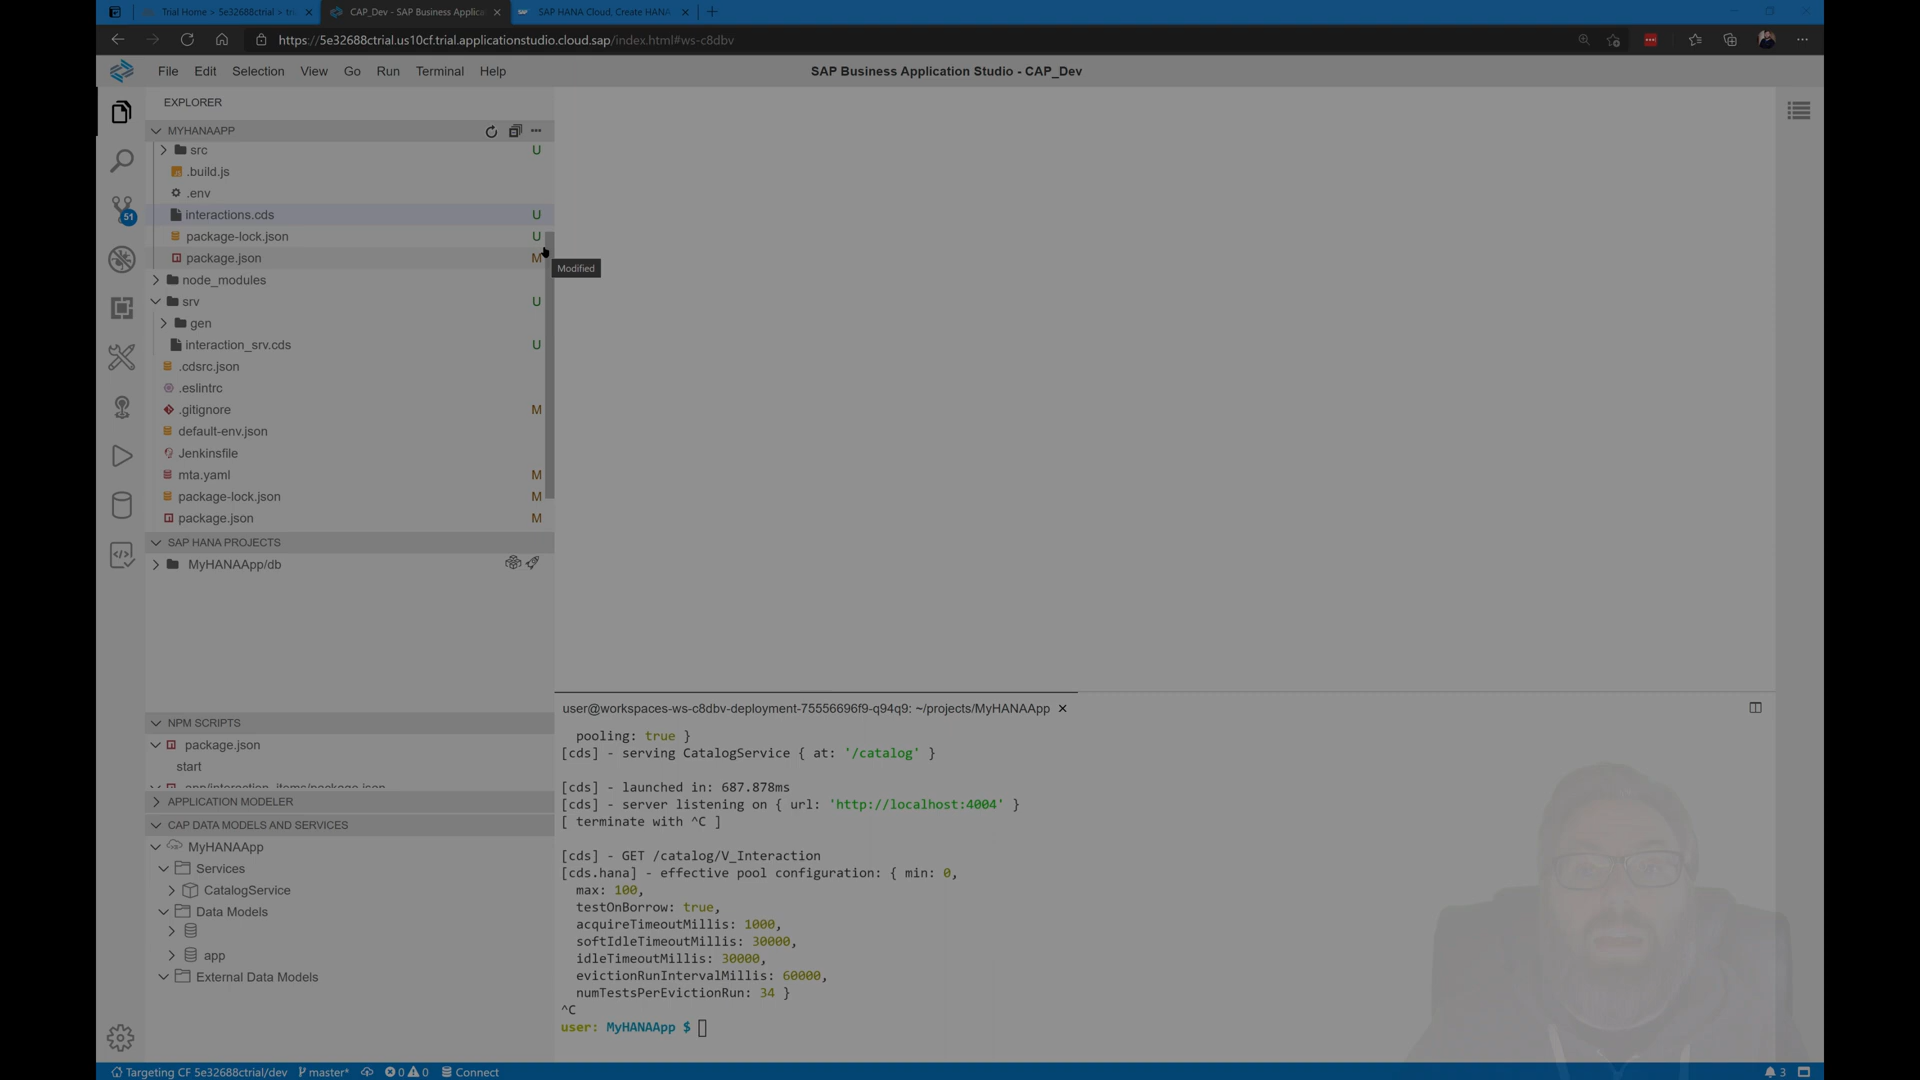 Trial Home > 5e32688ctrial > tri
CAP_Dev - SAP Business Applica
SAP HANA Cloud, Create HANA
https://5e32688ctrial.us10cf.trial.applicationstudio.cloud.sap/index.html#ws-c8dbv
File Edit Selection View Go Run Terminal Help
SAP Business Application Studio - CAP_Dev
EXPLORER
MYHANAAPP
src U
.build.js
.env
interactions.cds U
package-lock.json U
package.json M
Modified
node_modules
srv U
gen
interaction_srv.cds U
.cdsrc.json
.eslintrc
.gitignore M
default-env.json
Jenkinsfile
mta.yaml M
package-lock.json M
package.json M
51
SAP HANA PROJECTS
MyHANAApp/db
NPM SCRIPTS
package.json
start
app/interaction_items/package.json
APPLICATION MODELER
CAP DATA MODELS AND SERVICES
MyHANAApp
Services
CatalogService
Data Models
app
External Data Models
user@workspaces-ws-c8dbv-deployment-75556696f9-q94q9: ~/projects/MyHANAApp
pooling: true }
[cds] - serving CatalogService { at: '/catalog' }
[cds] - launched in: 687.878ms
[cds] - server listening on { url: 'http://localhost:4004' }
[ terminate with ^C ]
[cds] - GET /catalog/V_Interaction
[cds.hana] - effective pool configuration: { min: 0,
max: 100,
testOnBorrow: true,
acquireTimeoutMillis: 1000,
softIdleTimeoutMillis: 30000,
idleTimeoutMillis: 30000,
evictionRunIntervalMillis: 60000,
numTestsPerEvictionRun: 34 }
^C
user: MyHANAApp $
Targeting CF 5e32688ctrial/dev master* 0 0 Connect 3